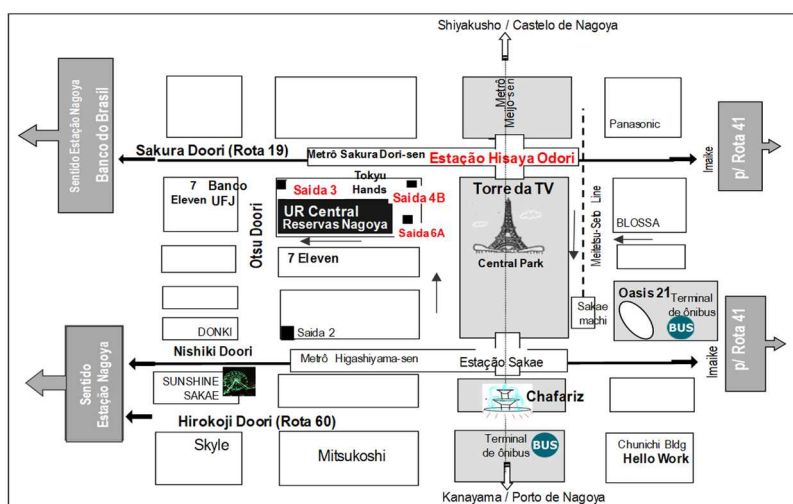 Shiyakusho / Castelo de Nagoya
Sentido Estação Nagoya
Banco do Brasil
Metrô
Meijo-sen
Panasonic
Imaike
p/ Rota 41
Sakura Doori (Rota 19)
Metrô Sakura Dori-sen
Estação Hisaya Odori
7
Eleven
Banco
UFJ
Otsu Doori
Saida 3
Tokyu
Hands
Saida 4B
UR Central
Reservas Nagoya
Saida 6A
Torre da TV
Central Park
Meitetsu-Seto Line
BLOSSA
7 Eleven
Oasis 21
Terminal
de ônibus
BUS
Sakae
machi
DONKI
Saida 2
Nishiki Doori
Metrô Higashiyama-sen
Estação Sakae
Imaike
p/ Rota 41
Sentido
Estação Nagoya
SUNSHINE
SAKAE
Chafariz
Hirokoji Doori (Rota 60)
Skyle
Mitsukoshi
Terminal
de ônibus
BUS
Chunichi Bldg
Hello Work
Kanayama / Porto de Nagoya